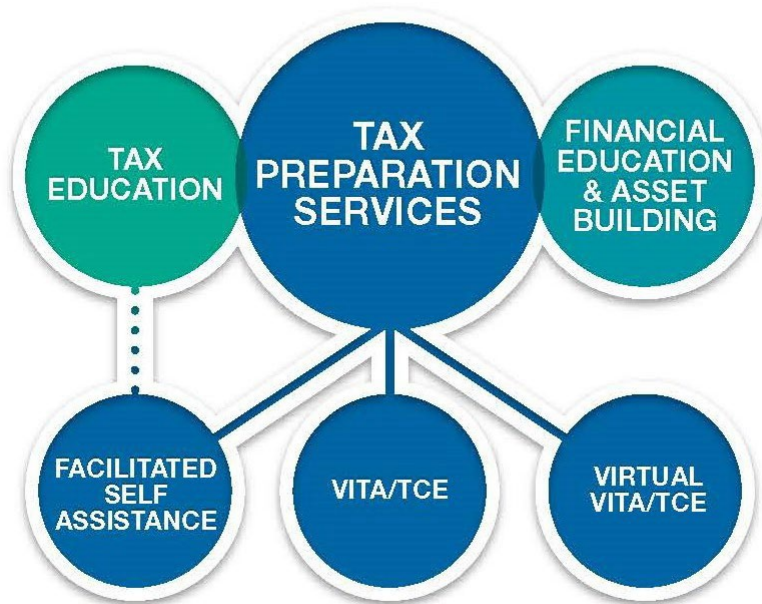 TAX
EDUCATION
TAX
PREPARATION
SERVICES
FINANCIAL
EDUCATION
& ASSET
BUILDING
FACILITATED
SELF
ASSISTANCE
VITA/TCE
VIRTUAL
VITA/TCE